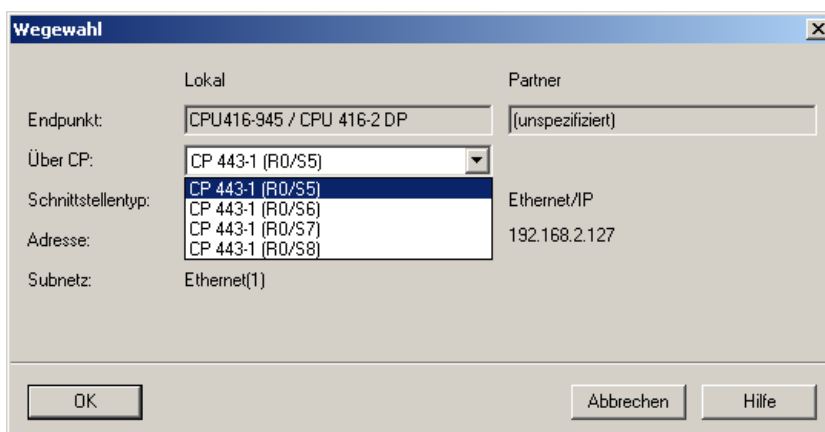 Wegewahl
Lokal Partner
Endpunkt: CPU416-945 / CPU 416-2 DP (unspezifiziert)
Über CP: CP 443-1 (R0/S5)
CP 443-1 (R0/S5)
Schnittstellentyp: CP 443-1 (R0/S6) Ethernet/IP
CP 443-1 (R0/S7)
Adresse: CP 443-1 (R0/S8) 192.168.2.127
Subnetz: Ethernet(1)
OK Abbrechen Hilfe